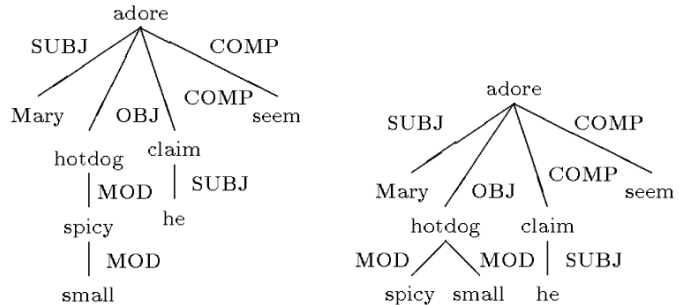 adore
SUBJ COMP
Mary OBJ COMP seem
hotdog claim
MOD SUBJ
spicy he
MOD
small
adore
SUBJ COMP
Mary OBJ COMP seem
hotdog claim
MOD MOD SUBJ
spicy small he